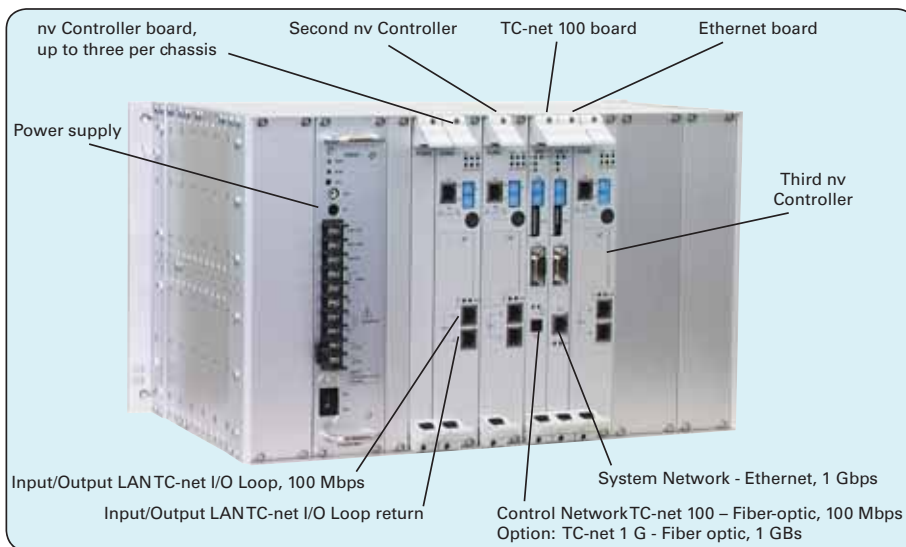 nv Controller board,
up to three per chassis
Second nv Controller
TC-net 100 board
Ethernet board
Power supply
Third nv
Controller
Input/Output LAN TC-net I/O Loop, 100 Mbps
System Network - Ethernet, 1 Gbps
Input/Output LAN TC-net I/O Loop return
Control Network TC-net 100 – Fiber-optic, 100 Mbps
Option: TC-net 1 G - Fiber optic, 1 GBs